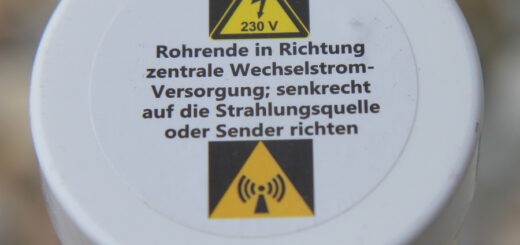 230 V
Rohrende in Richtung
zentrale Wechselstrom-
Versorgung; senkrecht
auf die Strahlungsquelle
oder Sender richten